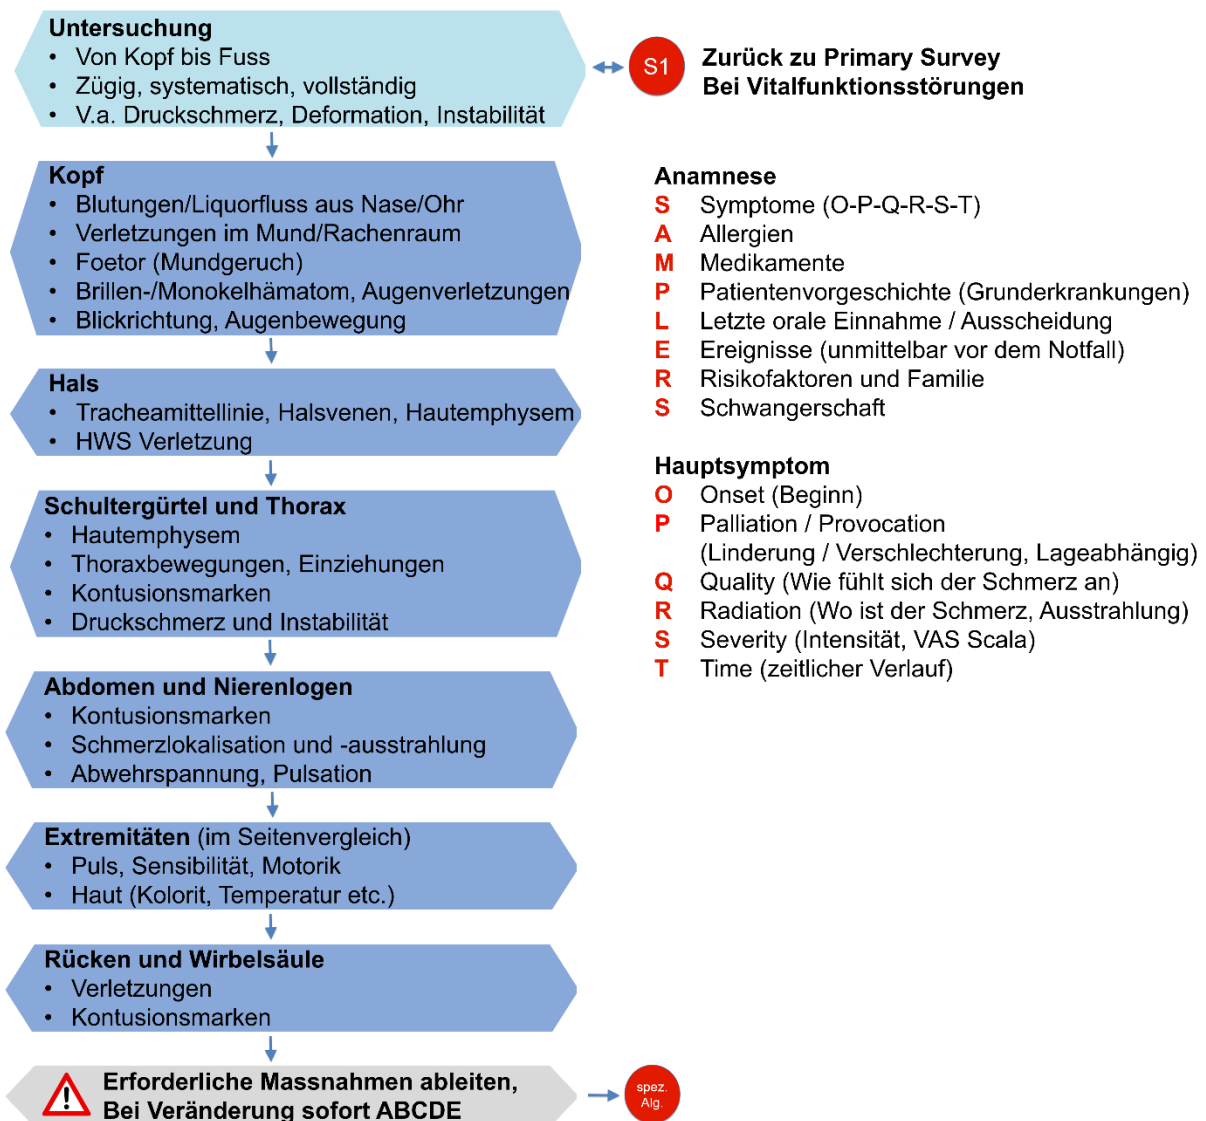 Untersuchung
• Von Kopf bis Fuss
• Zügig, systematisch, vollständig
• V.a. Druckschmerz, Deformation, Instabilität
S1
Zurück zu Primary Survey
Bei Vitalfunktionsstörungen
Kopf
• Blutungen/Liquorfluss aus Nase/Ohr
• Verletzungen im Mund/Rachenraum
• Foetor (Mundgeruch)
• Brillen-/Monokelhämatom, Augenverletzungen
• Blickrichtung, Augenbewegung
Hals
• Tracheamittellinie, Halsvenen, Hautemphysem
• HWS Verletzung
Schultergürtel und Thorax
• Hautemphysem
• Thoraxbewegungen, Einziehungen
• Kontusionsmarken
• Druckschmerz und Instabilität
Abdomen und Nierenlogen
• Kontusionsmarken
• Schmerzlokalisation und -ausstrahlung
• Abwehrspannung, Pulsation
Extremitäten (im Seitenvergleich)
• Puls, Sensibilität, Motorik
• Haut (Kolorit, Temperatur etc.)
Rücken und Wirbelsäule
• Verletzungen
• Kontusionsmarken
Erforderliche Massnahmen ableiten,
Bei Veränderung sofort ABCDE
spez.
Alg.
Anamnese
S Symptome (O-P-Q-R-S-T)
A Allergien
M Medikamente
P Patientenvorgeschichte (Grunderkrankungen)
L Letzte orale Einnahme / Ausscheidung
E Ereignisse (unmittelbar vor dem Notfall)
R Risikofaktoren und Familie
S Schwangerschaft
Hauptsymptom
O Onset (Beginn)
P Palliation / Provocation
(Linderung / Verschlechterung, Lageabhängig)
Q Quality (Wie fühlt sich der Schmerz an)
R Radiation (Wo ist der Schmerz, Ausstrahlung)
S Severity (Intensität, VAS Scala)
T Time (zeitlicher Verlauf)